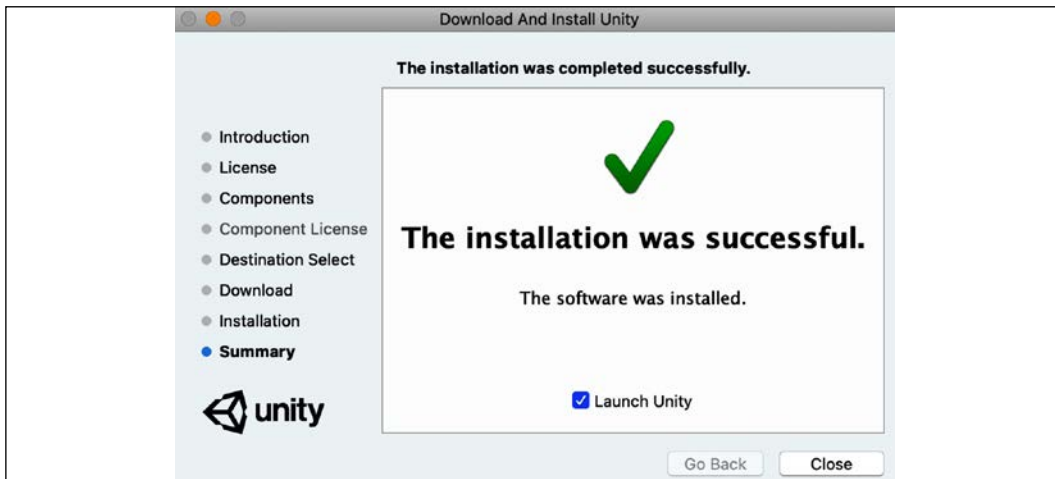 Download And Install Unity
The installation was completed successfully.
Introduction
License
Components
Component License
Destination Select
Download
Installation
Summary
unity
The installation was successful.
The software was installed.
Launch Unity
Go Back
Close